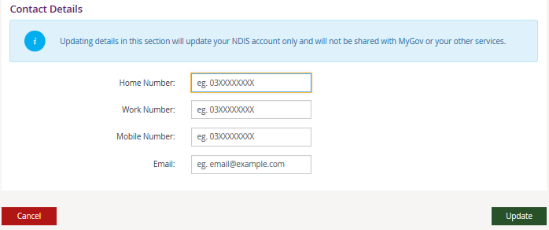 Contact Details
i
Updating details in this section will update your NDIS account only and will not be shared with MyGov or your other services.
Home Number: eg. 03XXXXXXXX
Work Number: eg. 03XXXXXXXX
Mobile Number: eg. 03XXXXXXXX
Email: eg. email@example.com
Cancel Update